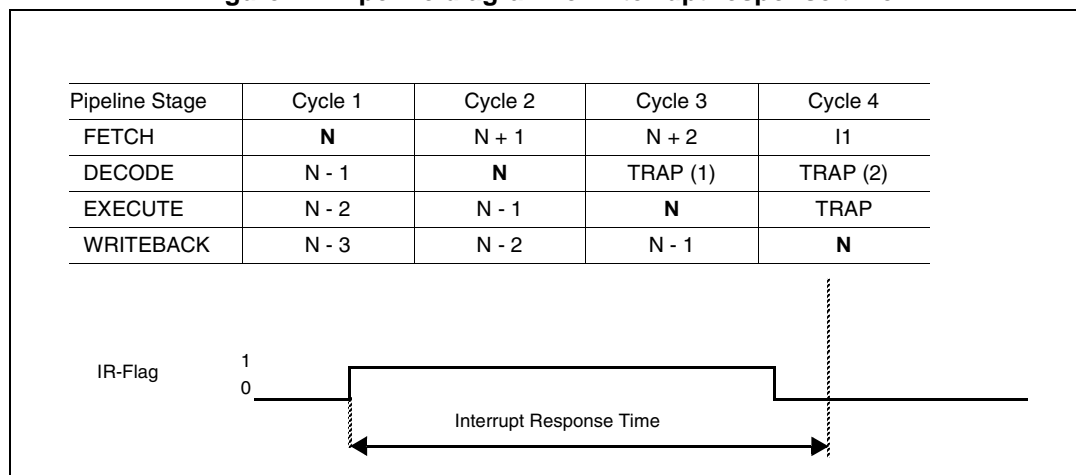 Pipeline Stage Cycle 1 Cycle 2 Cycle 3 Cycle 4
FETCH N N + 1 N + 2 I1
DECODE N - 1 N TRAP (1) TRAP (2)
EXECUTE N - 2 N - 1 N TRAP
WRITEBACK N - 3 N - 2 N - 1 N
IR-Flag
1
0
Interrupt Response Time